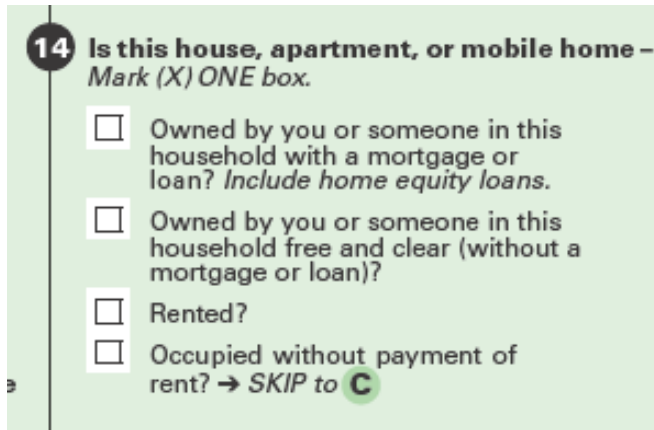 14 Is this house, apartment, or mobile home –
Mark (X) ONE box.
Owned by you or someone in this
household with a mortgage or
loan? Include home equity loans.
Owned by you or someone in this
household free and clear (without a
mortgage or loan)?
Rented?
Occupied without payment of
rent? ➔ SKIP to C